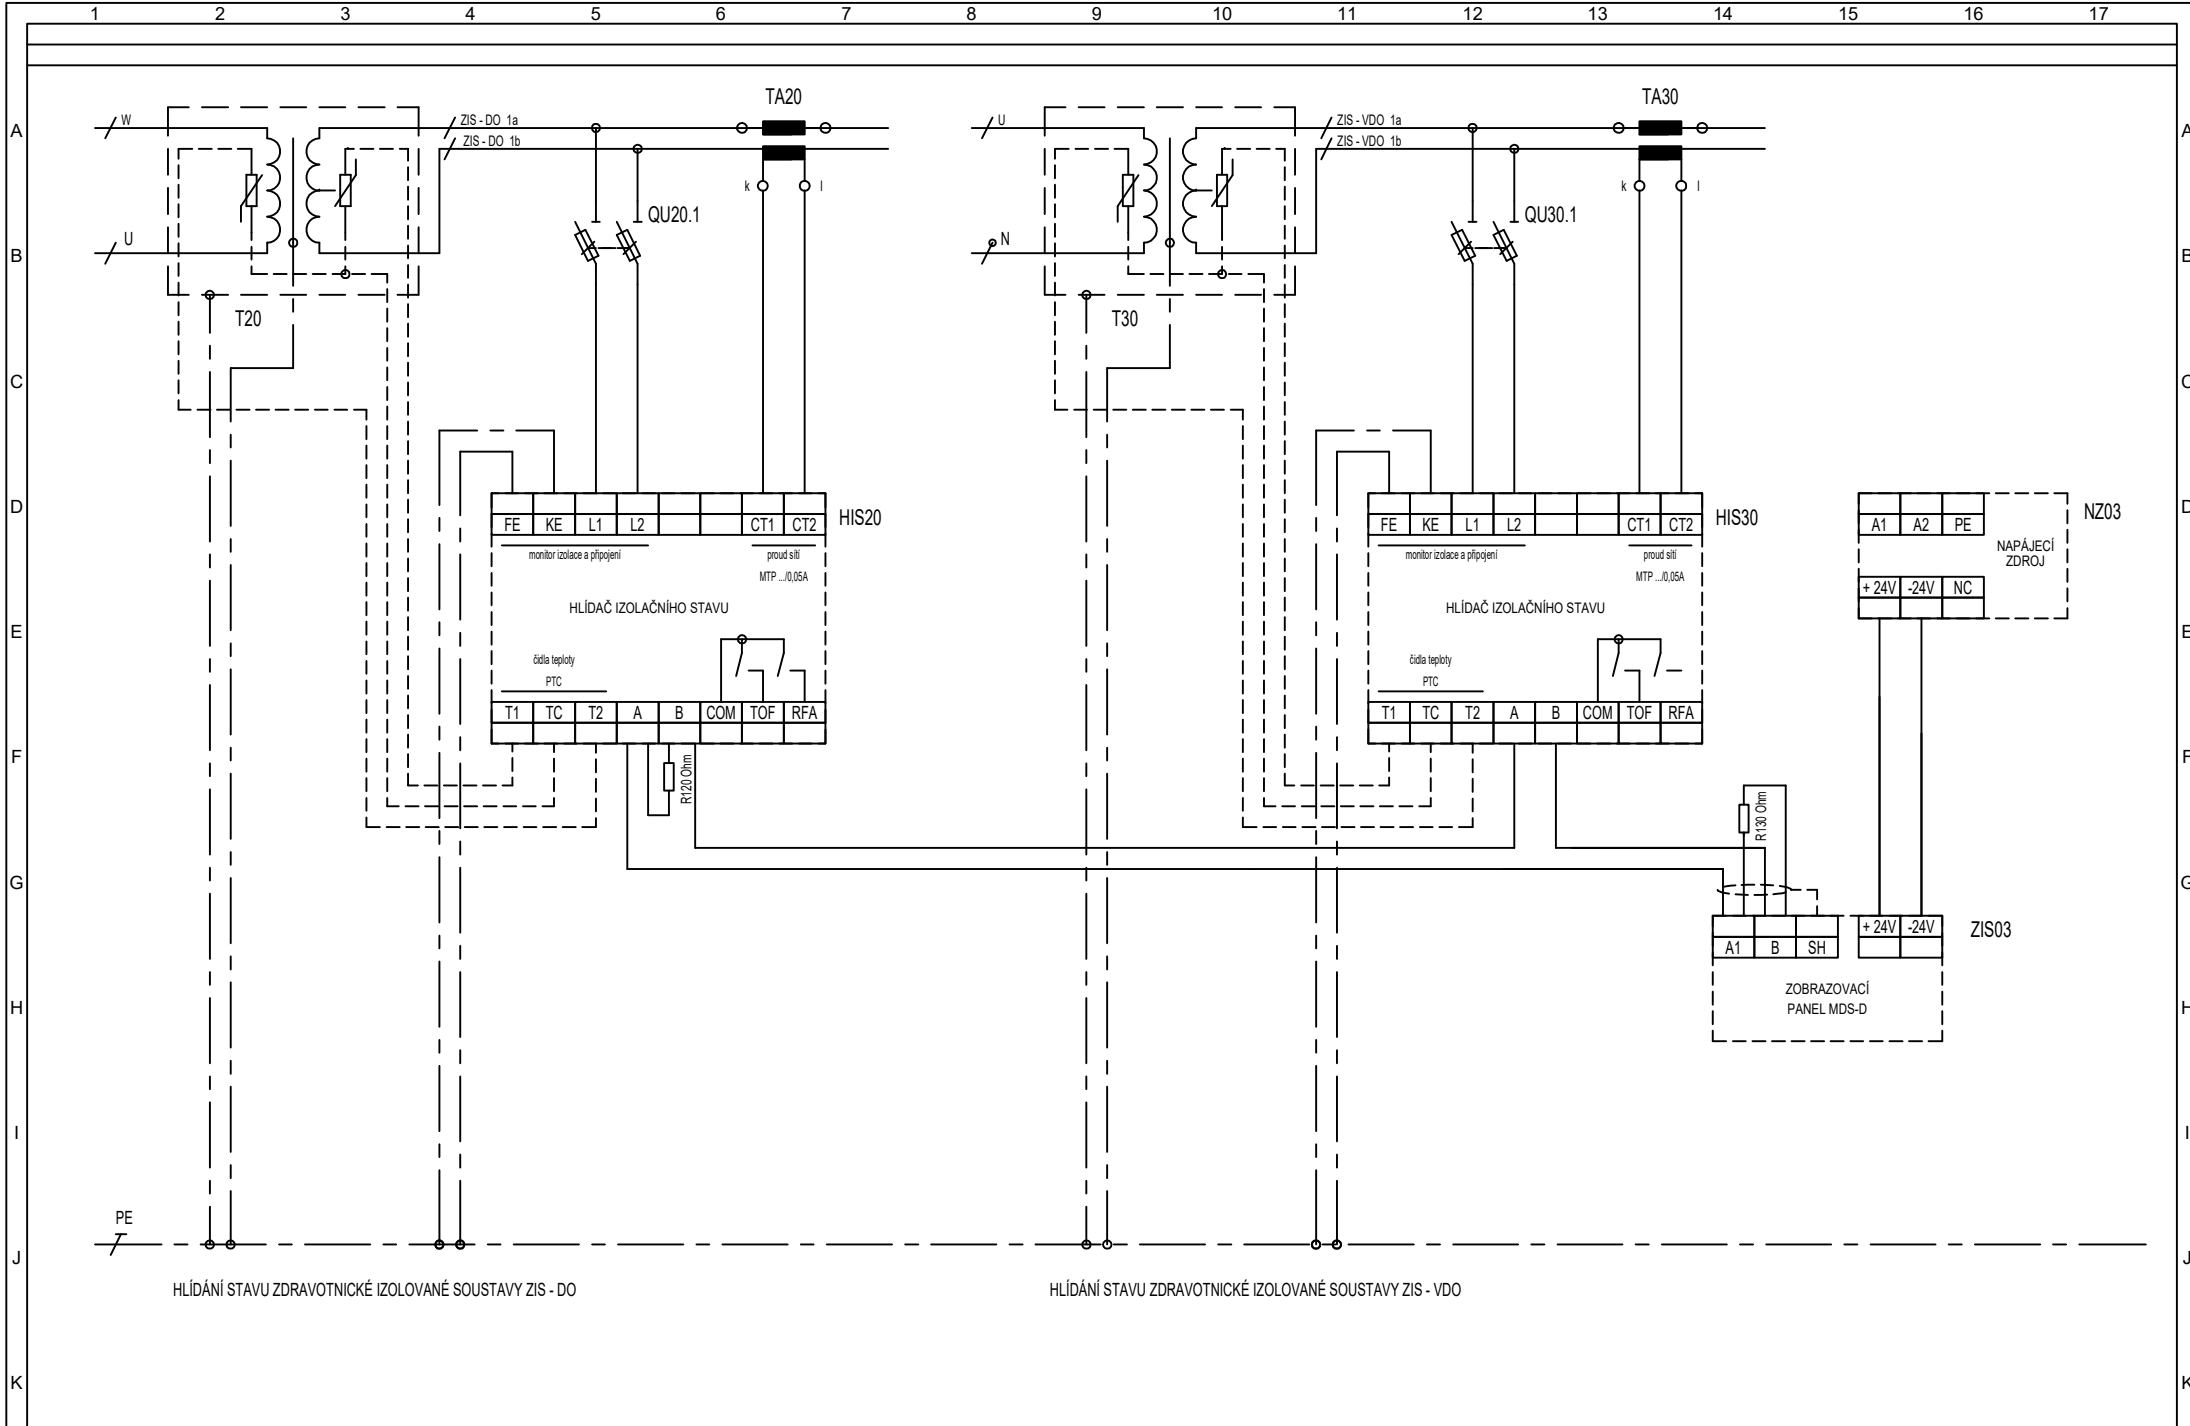 1 2 3 4 5 6 7 8 9 10 11 12 13 14 15 16 17
TA20 TA30
A W ZIS - DO 1a U ZIS - VDO 1a A
ZIS - DO 1b ZIS - VDO 1b
k l k l
QU20.1 QU30.1
B U N B
T20 T30
C C
D FE KE L1 L2 CT1 CT2 HIS20 FE KE L1 L2 CT1 CT2 HIS30 A1 A2 PE NZ03 D
monitor izolace a připojení proud sítí monitor izolace a připojení proud sítí NAPÁJECÍ
ZDROJ
MTP .../0,05A MTP .../0,05A
+ 24V -24V NC
HLÍDAČ IZOLAČNÍHO STAVU HLÍDAČ IZOLAČNÍHO STAVU
E E
čidla teploty čidla teploty
PTC PTC
T1 TC T2 A B COM TOF RFA T1 TC T2 A B COM TOF RFA
F F
R120 Ohm
R130 Ohm
G G
+ 24V -24V ZIS03
A1 B SH
ZOBRAZOVACÍ
PANEL MDS-D
H H
I I
PE
J J
HLÍDÁNÍ STAVU ZDRAVOTNICKÉ IZOLOVANÉ SOUSTAVY ZIS - DO HLÍDÁNÍ STAVU ZDRAVOTNICKÉ IZOLOVANÉ SOUSTAVY ZIS - VDO
K K